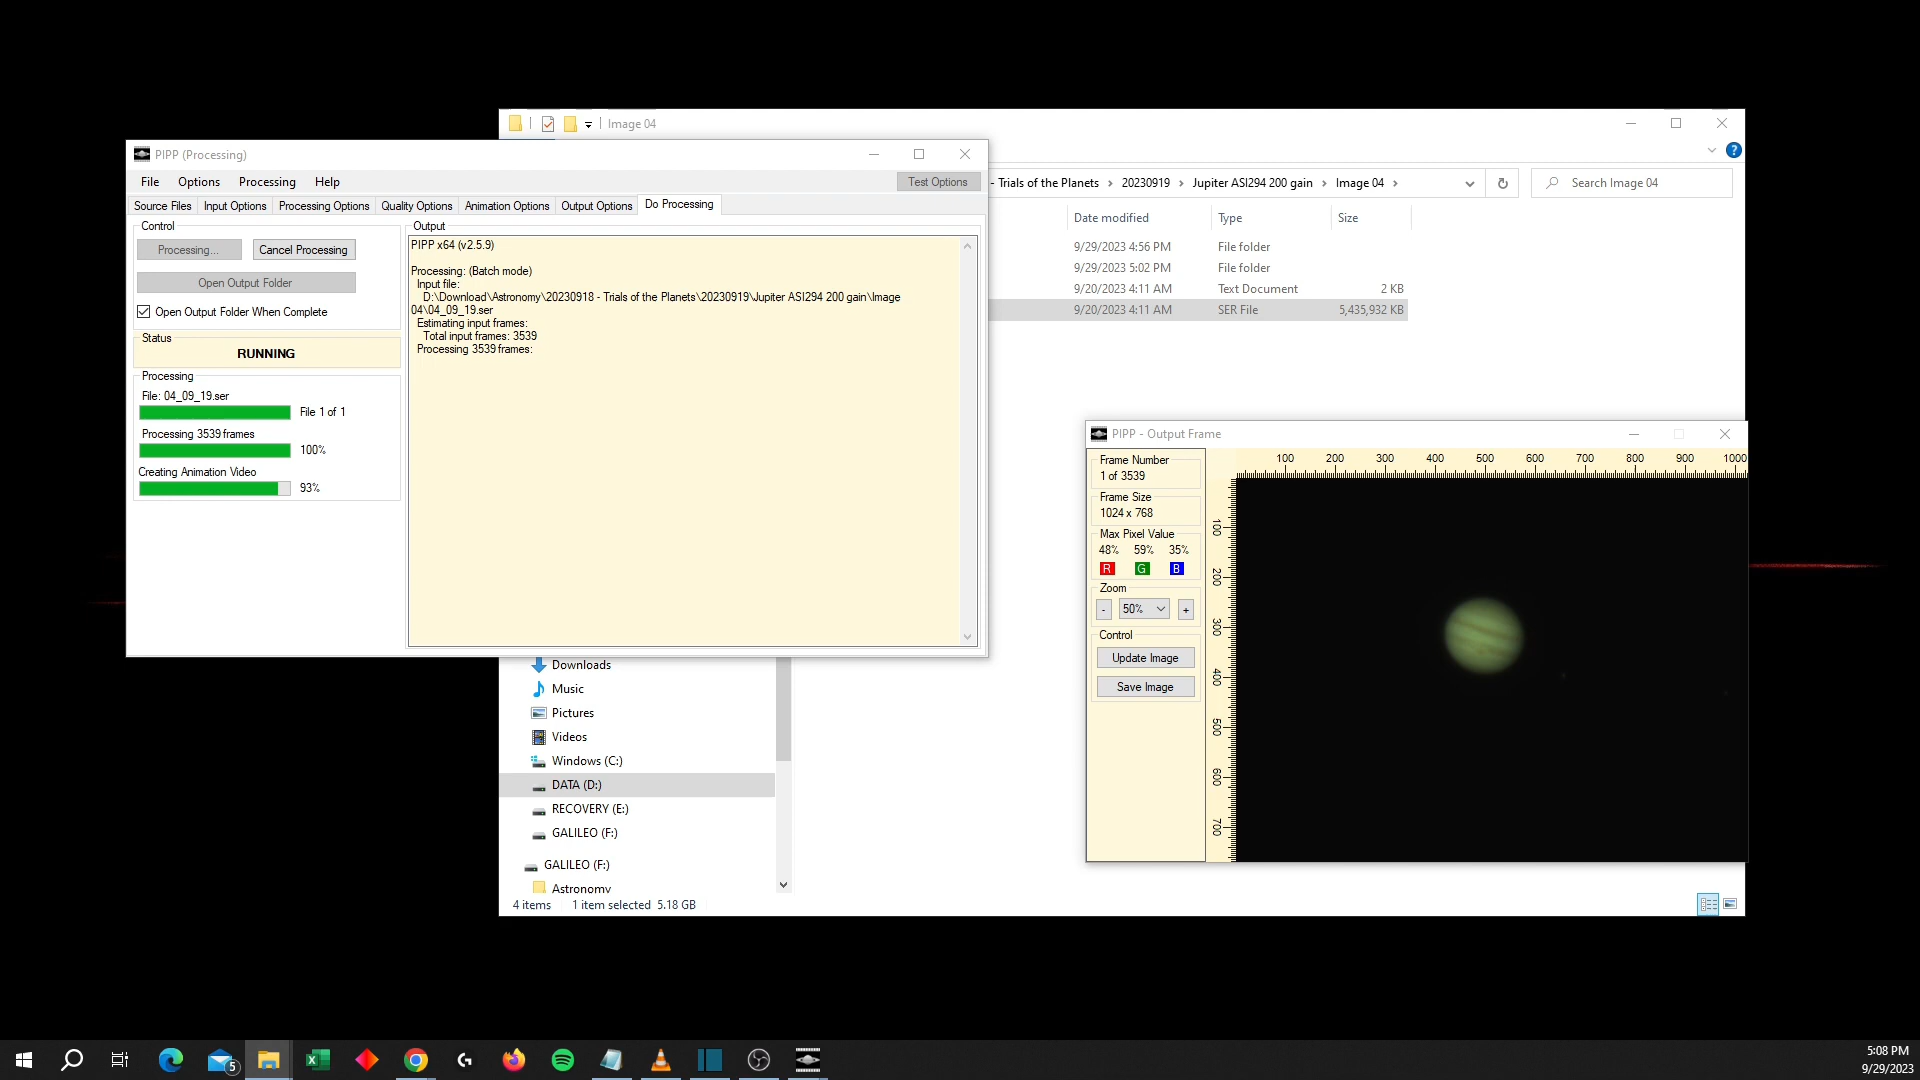 Image 04
PIPP (Processing)
File Options Processing Help
Test Options
- Trials of the Planets › 20230919 › Jupiter ASI294 200 gain › Image 04 ›
Search Image 04
Source Files Input Options Processing Options Quality Options Animation Options Output Options Do Processing
Date modified Type Size
9/29/2023 4:56 PM File folder
9/29/2023 5:02 PM File folder
9/20/2023 4:11 AM Text Document 2 KB
9/20/2023 4:11 AM SER File 5,435,932 KB
Control
Processing... Cancel Processing
Open Output Folder
Open Output Folder When Complete
Status
RUNNING
Processing
File: 04_09_19.ser
File 1 of 1
Processing 3539 frames
100%
Creating Animation Video
93%
Output
PIPP x64 (v2.5.9)
Processing: (Batch mode)
Input file:
D:\Download\Astronomy\20230918 - Trials of the Planets\20230919\Jupiter ASI294 200 gain\Image
04\04_09_19.ser
Estimating input frames:
Total input frames: 3539
Processing 3539 frames:
PIPP - Output Frame
Frame Number
1 of 3539
Frame Size
1024 x 768
Max Pixel Value
48% 59% 35%
R G B
Zoom
- 50% +
Control
Update Image
Save Image
100 200 300 400 500 600 700 800 900 1000
100
200
300
400
500
600
700
Downloads
Music
Pictures
Videos
Windows (C:)
DATA (D:)
RECOVERY (E:)
GALILEO (F:)
GALILEO (F:)
Astronomy
4 items 1 item selected 5.18 GB
5
5:08 PM
9/29/2023